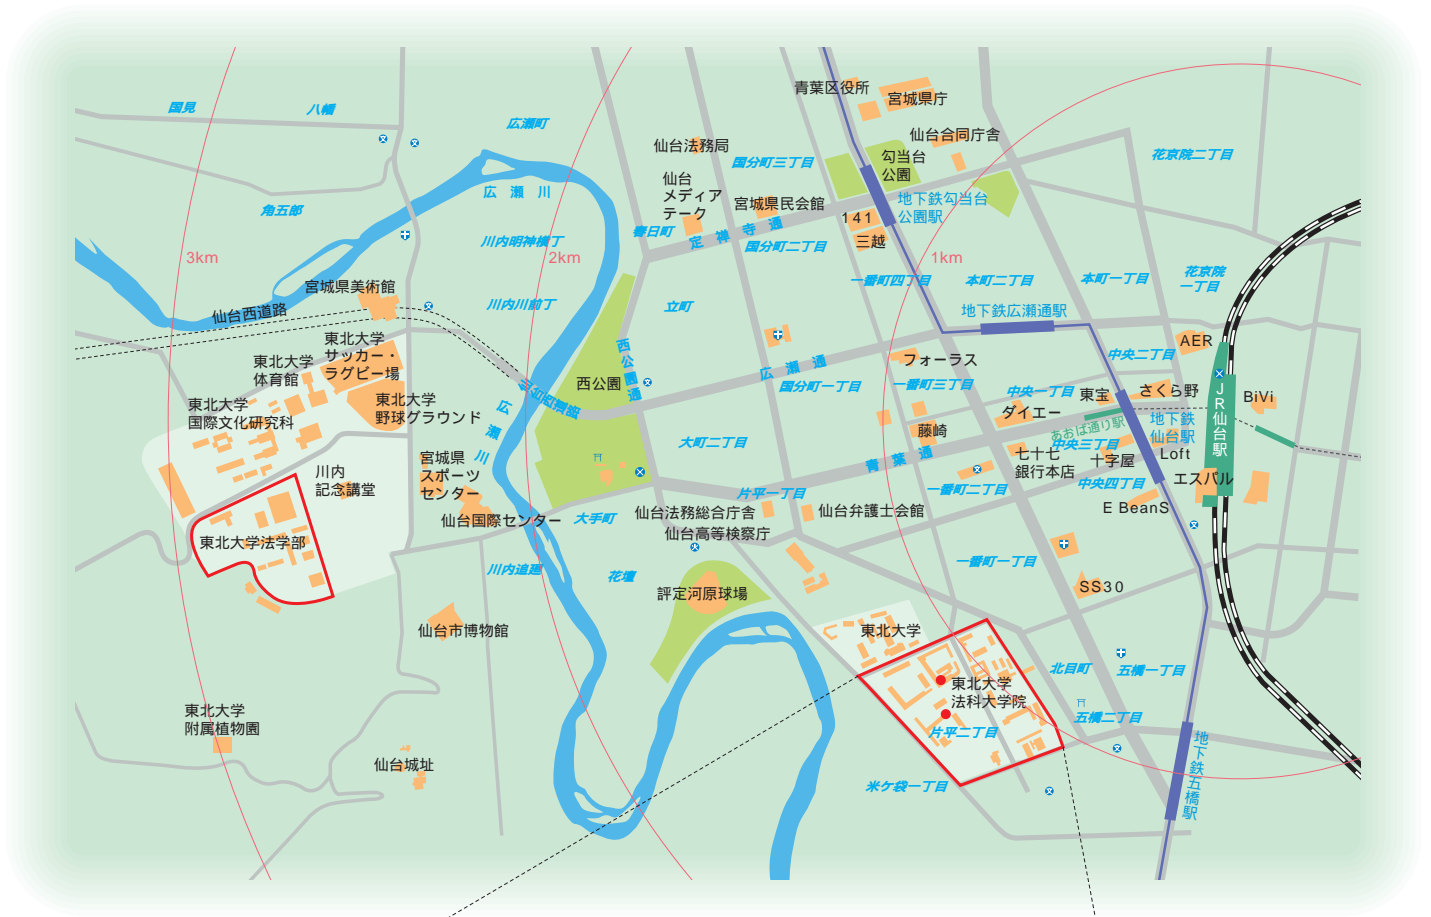 青葉区役所
宮城県庁
国見
八幡
広瀬町
仙台合同庁舎
仙台法務局
国分町三丁目
勾当台
公園
花京院二丁目
広瀬川
仙台
メディア
テーク
宮城県民会館
地下鉄勾当台
公園駅
角五郎
141
春日町
定禅寺通
川内明神横丁
国分町二丁目
三越
3km
2km
1km
宮城県美術館
一番町四丁目
本町二丁目
本町一丁目
花京院
一丁目
川内川前丁
立町
仙台西道路
地下鉄広瀬通駅
東北大学
サッカー・
ラグビー場
西公園通
AER
東北大学
体育館
広瀬通
フォーラス
中央二丁目
西公園
国分町一丁目
一番町三丁目
中央一丁目
東宝
さくら野
JR仙台駅
BiVi
東北大学
国際文化研究科
東北大学
野球グラウンド
仙台西道路
広瀬川
ダイエー
あおば通り駅
地下鉄
仙台駅
藤崎
大町二丁目
中央三丁目
Loft
青葉通
七十七
銀行本店
十字屋
宮城県
スポーツ
センター
川内
記念講堂
片平一丁目
一番町二丁目
中央四丁目
エスパル
E BeanS
仙台国際センター
大手町
仙台法務総合庁舎
仙台弁護士会館
仙台高等検察庁
東北大学法学部
川内追廻
花壇
一番町一丁目
評定河原球場
SS30
仙台市博物館
東北大学
北目町
五橋一丁目
東北大学
法科大学院
東北大学
附属植物園
五橋二丁目
片平二丁目
地下鉄五橋駅
仙台城址
米ケ袋一丁目